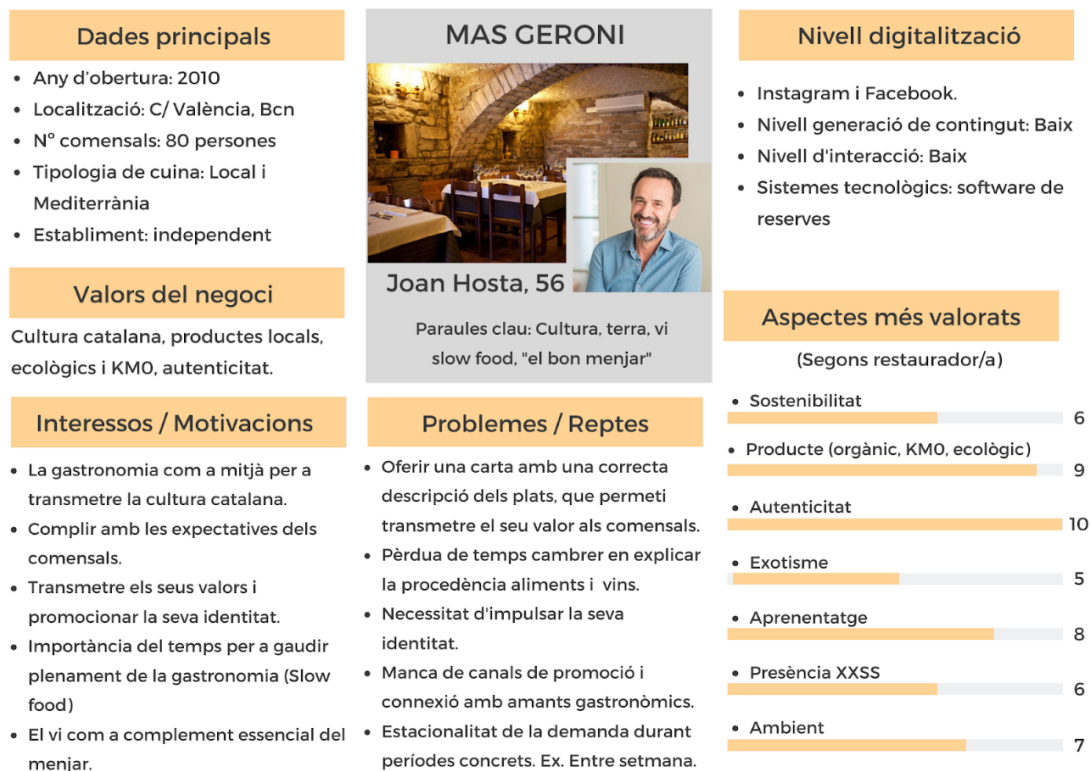 Dades principals
• Any d'obertura: 2010
• Localització: C/ València, Bcn
• Nº comensals: 80 persones
• Tipologia de cuina: Local i
Mediterrània
• Establiment: independent
Valors del negoci
Cultura catalana, productes locals,
ecològics i KM0, autenticitat.
MAS GERONI
Joan Hosta, 56
Paraules clau: Cultura, terra, vi
slow food, "el bon menjar"
Nivell digitalització
• Instagram i Facebook.
• Nivell generació de contingut: Baix
• Nivell d'interacció: Baix
• Sistemes tecnològics: software de
reserves
Interessos / Motivacions
• La gastronomia com a mitjà per a
transmetre la cultura catalana.
• Complir amb les expectatives dels
comensals.
• Transmetre els seus valors i
promocionar la seva identitat.
• Importància del temps per a gaudir
plenament de la gastronomia (Slow
food)
• El vi com a complement essencial del
menjar.
Problemes / Reptes
• Oferir una carta amb una correcta
descripció dels plats, que permeti
transmetre el seu valor als comensals.
• Pèrdua de temps cambrer en explicar
la procedència aliments i vins.
• Necessitat d'impulsar la seva
identitat.
• Manca de canals de promoció i
connexió amb amants gastronòmics.
• Estacionalitat de la demanda durant
períodes concrets. Ex. Entre setmana.
Aspectes més valorats
(Segons restaurador/a)
• Sostenibilitat
6
• Producte (orgànic, KM0, ecològic)
9
• Autenticitat
10
• Exotisme
5
• Aprenentatge
8
• Presència XXSS
6
• Ambient
7